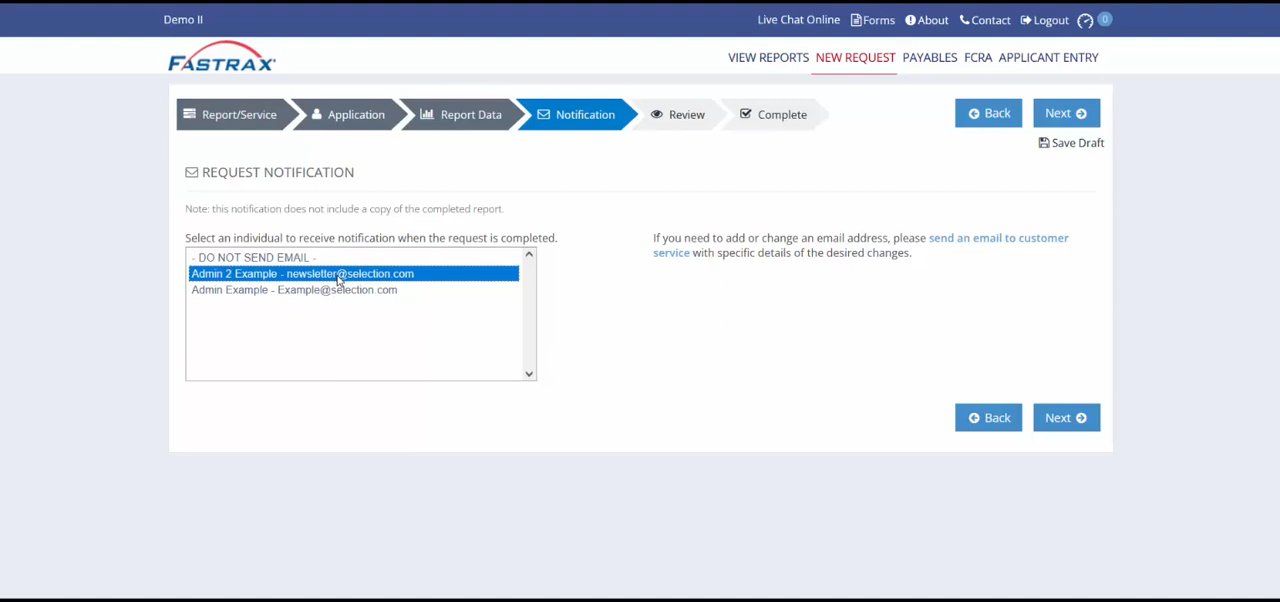 Demo II
Live Chat Online Forms About Contact Logout 0
FASTRAX
VIEW REPORTS NEW REQUEST PAYABLES FCRA APPLICANT ENTRY
Report/Service Application Report Data Notification Review Complete
Back Next
Save Draft
REQUEST NOTIFICATION
Note: this notification does not include a copy of the completed report.
Select an individual to receive notification when the request is completed.
- DO NOT SEND EMAIL -
Admin 2 Example - newsletter@selection.com
Admin Example - Example@selection.com
If you need to add or change an email address, please send an email to customer
service with specific details of the desired changes.
Back Next